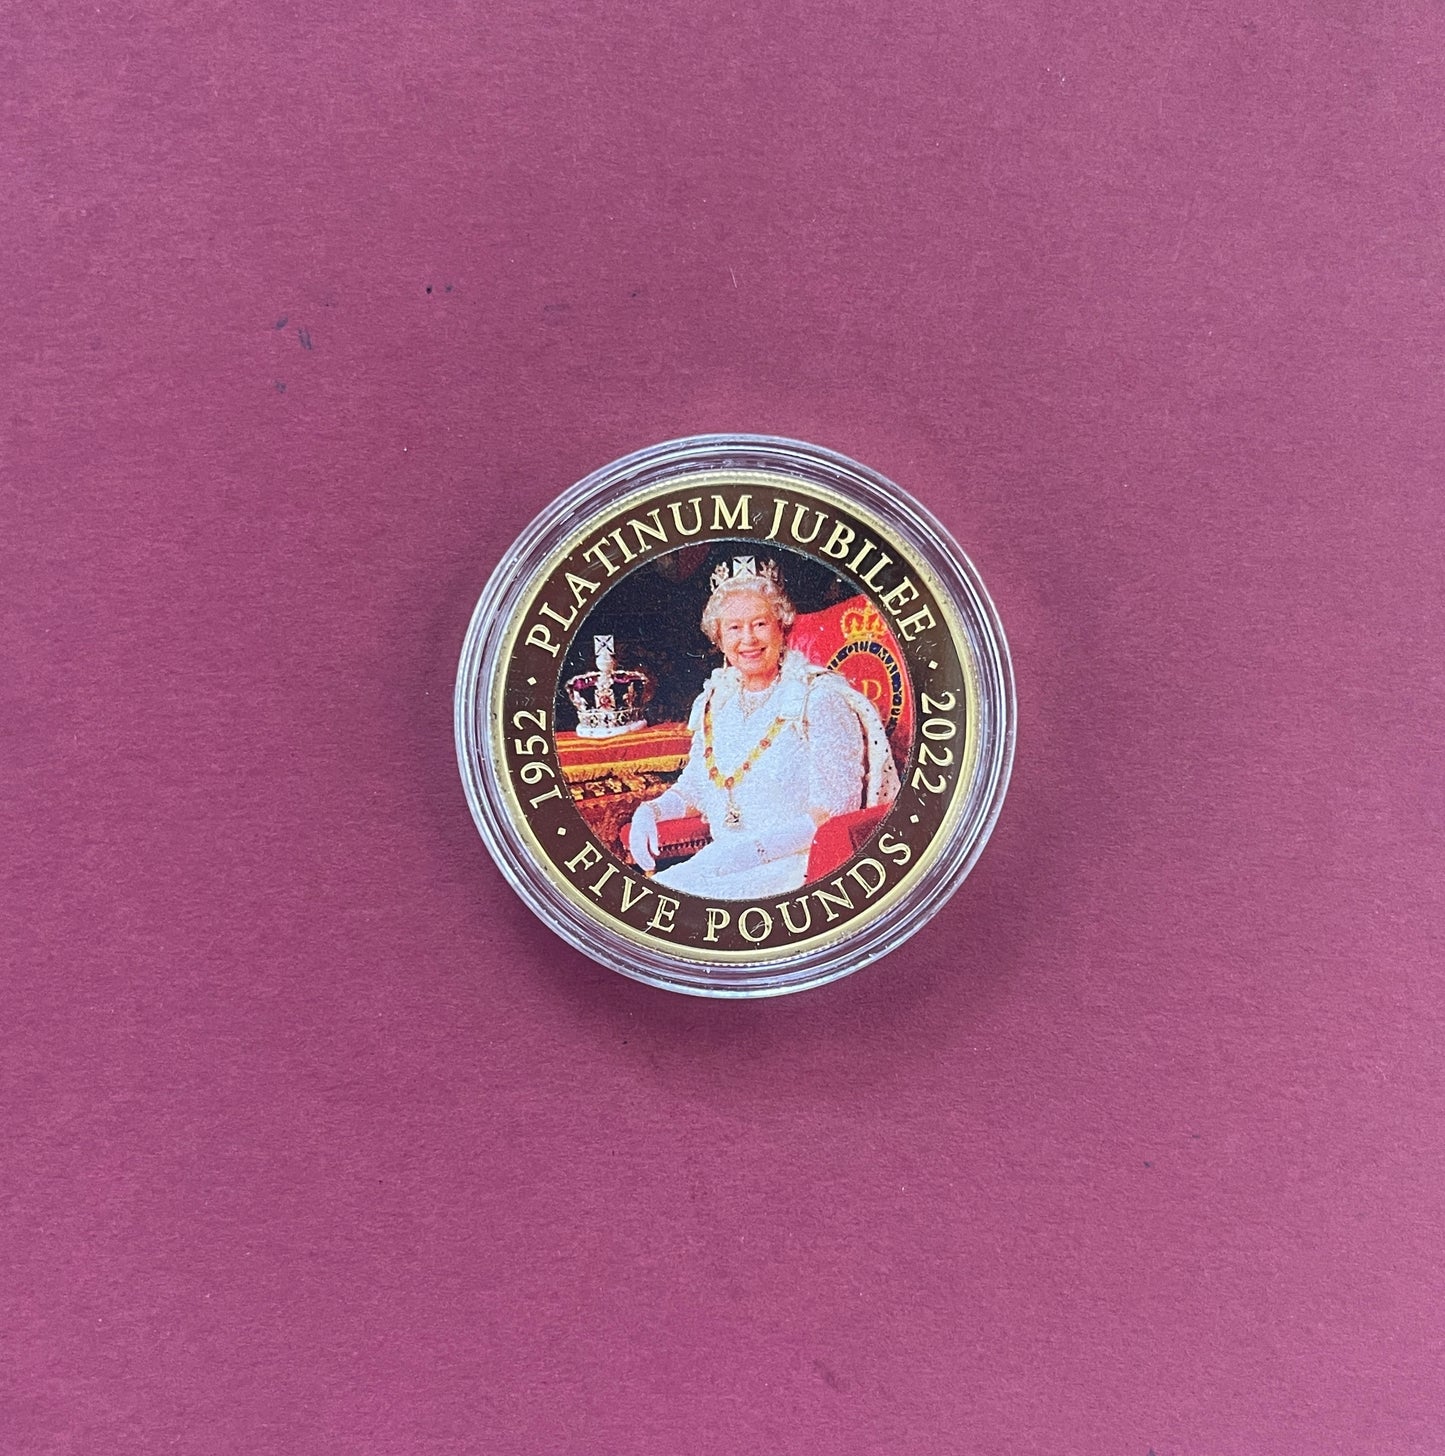 PLATINUM JUBILEE · 2022 · FIVE POUNDS · 1952 ·